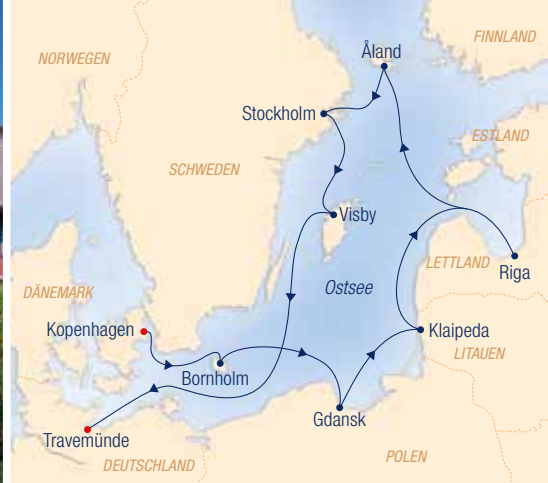 NORWEGEN
FINNLAND
Åland
Stockholm
ESTLAND
SCHWEDEN
Visby
LETTLAND
Riga
Ostsee
DÄNEMARK
Kopenhagen
Klaipeda
LITAUEN
Bornholm
Gdansk
Travemünde
DEUTSCHLAND
POLEN